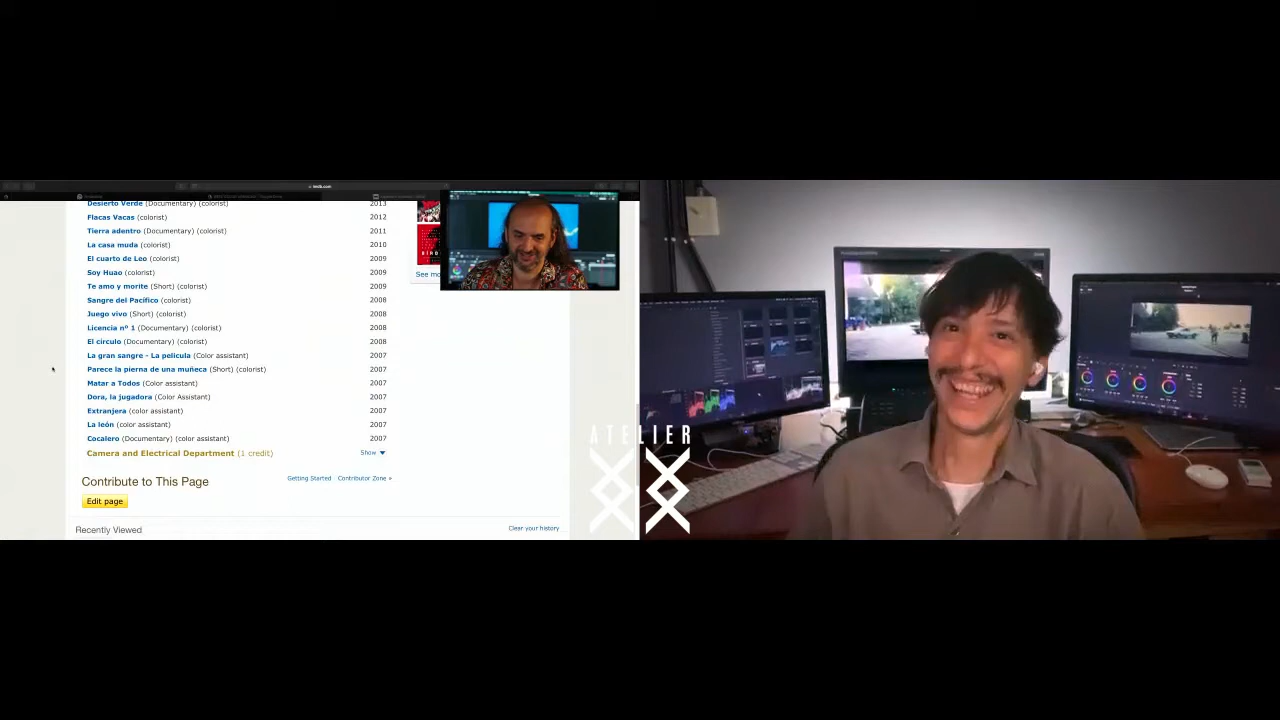 imdb.com
Desierto Verde (Documentary) (colorist) 2013
Flacas Vacas (colorist) 2012
Tierra adentro (Documentary) (colorist) 2011
La casa muda (colorist) 2010
El cuarto de Leo (colorist) 2009
Soy Huao (colorist) 2009
Te amo y morite (Short) (colorist) 2009
Sangre del Pacífico (colorist) 2008
Juego vivo (Short) (colorist) 2008
Licencia nº 1 (Documentary) (colorist) 2008
El círculo (Documentary) (colorist) 2008
La gran sangre - La película (Color assistant) 2007
Parece la pierna de una muñeca (Short) (colorist) 2007
Matar a Todos (Color assistant) 2007
Dora, la jugadora (Color Assistant) 2007
Extranjera (color assistant) 2007
La león (color assistant) 2007
Cocalero (Documentary) (color assistant) 2007
Camera and Electrical Department (1 credit) Show
See mo
Contribute to This Page
Getting Started Contributor Zone »
Edit page
Recently Viewed
Clear your history
ATELIER
XX